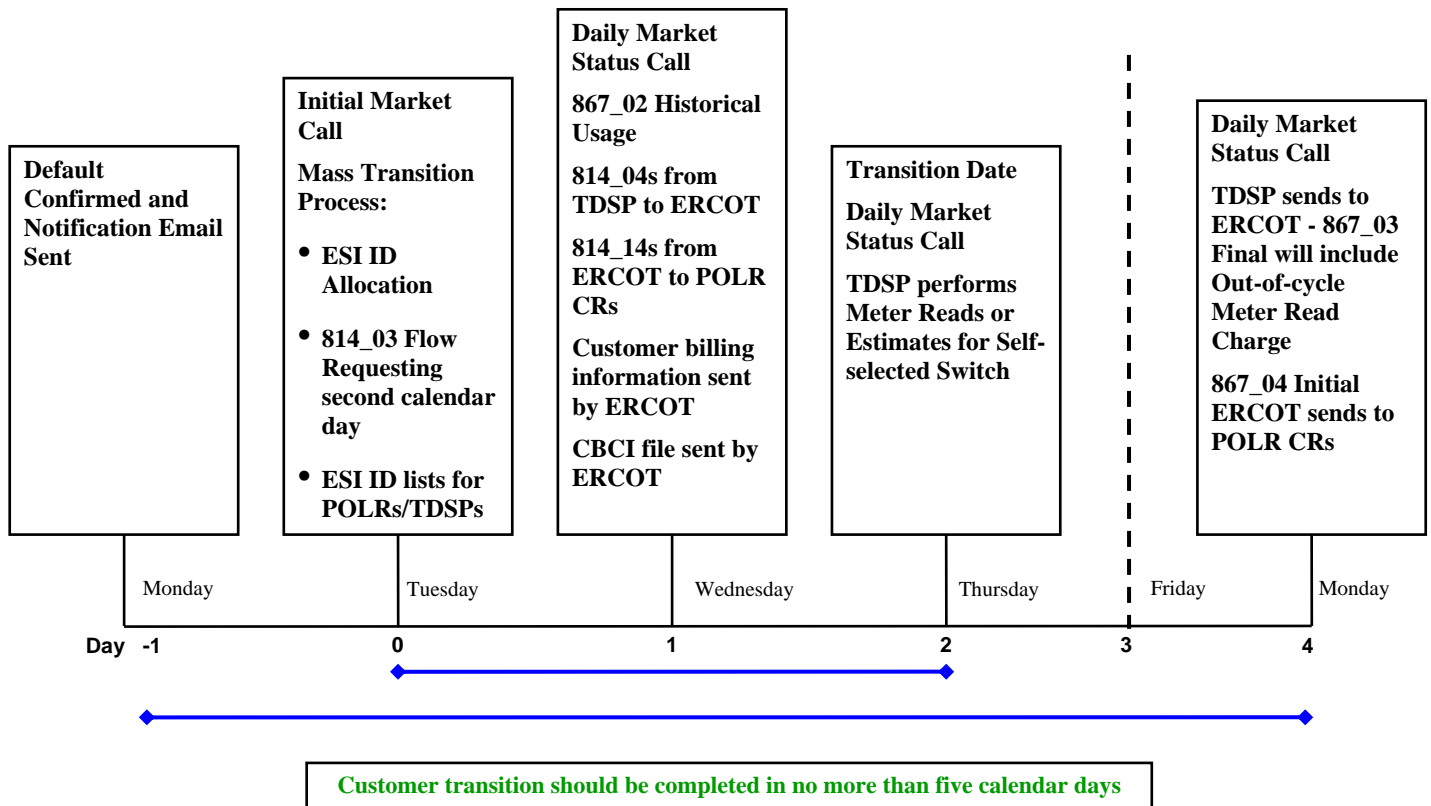 Default
Confirmed and
Notification Email
Sent
Initial Market
Call
Mass Transition
Process:
• ESI ID
Allocation
• 814_03 Flow
Requesting
second calendar
day
• ESI ID lists for
POLRs/TDSPs
Daily Market
Status Call
867_02 Historical
Usage
814_04s from
TDSP to ERCOT
814_14s from
ERCOT to POLR
CRs
Customer billing
information sent
by ERCOT
CBCI file sent by
ERCOT
Transition Date
Daily Market
Status Call
TDSP performs
Meter Reads or
Estimates for Self-
selected Switch
Daily Market
Status Call
TDSP sends to
ERCOT - 867_03
Final will include
Out-of-cycle
Meter Read
Charge
867_04 Initial
ERCOT sends to
POLR CRs
Monday Tuesday Wednesday Thursday Friday Monday
Day -1 0 1 2 3 4
Customer transition should be completed in no more than five calendar days